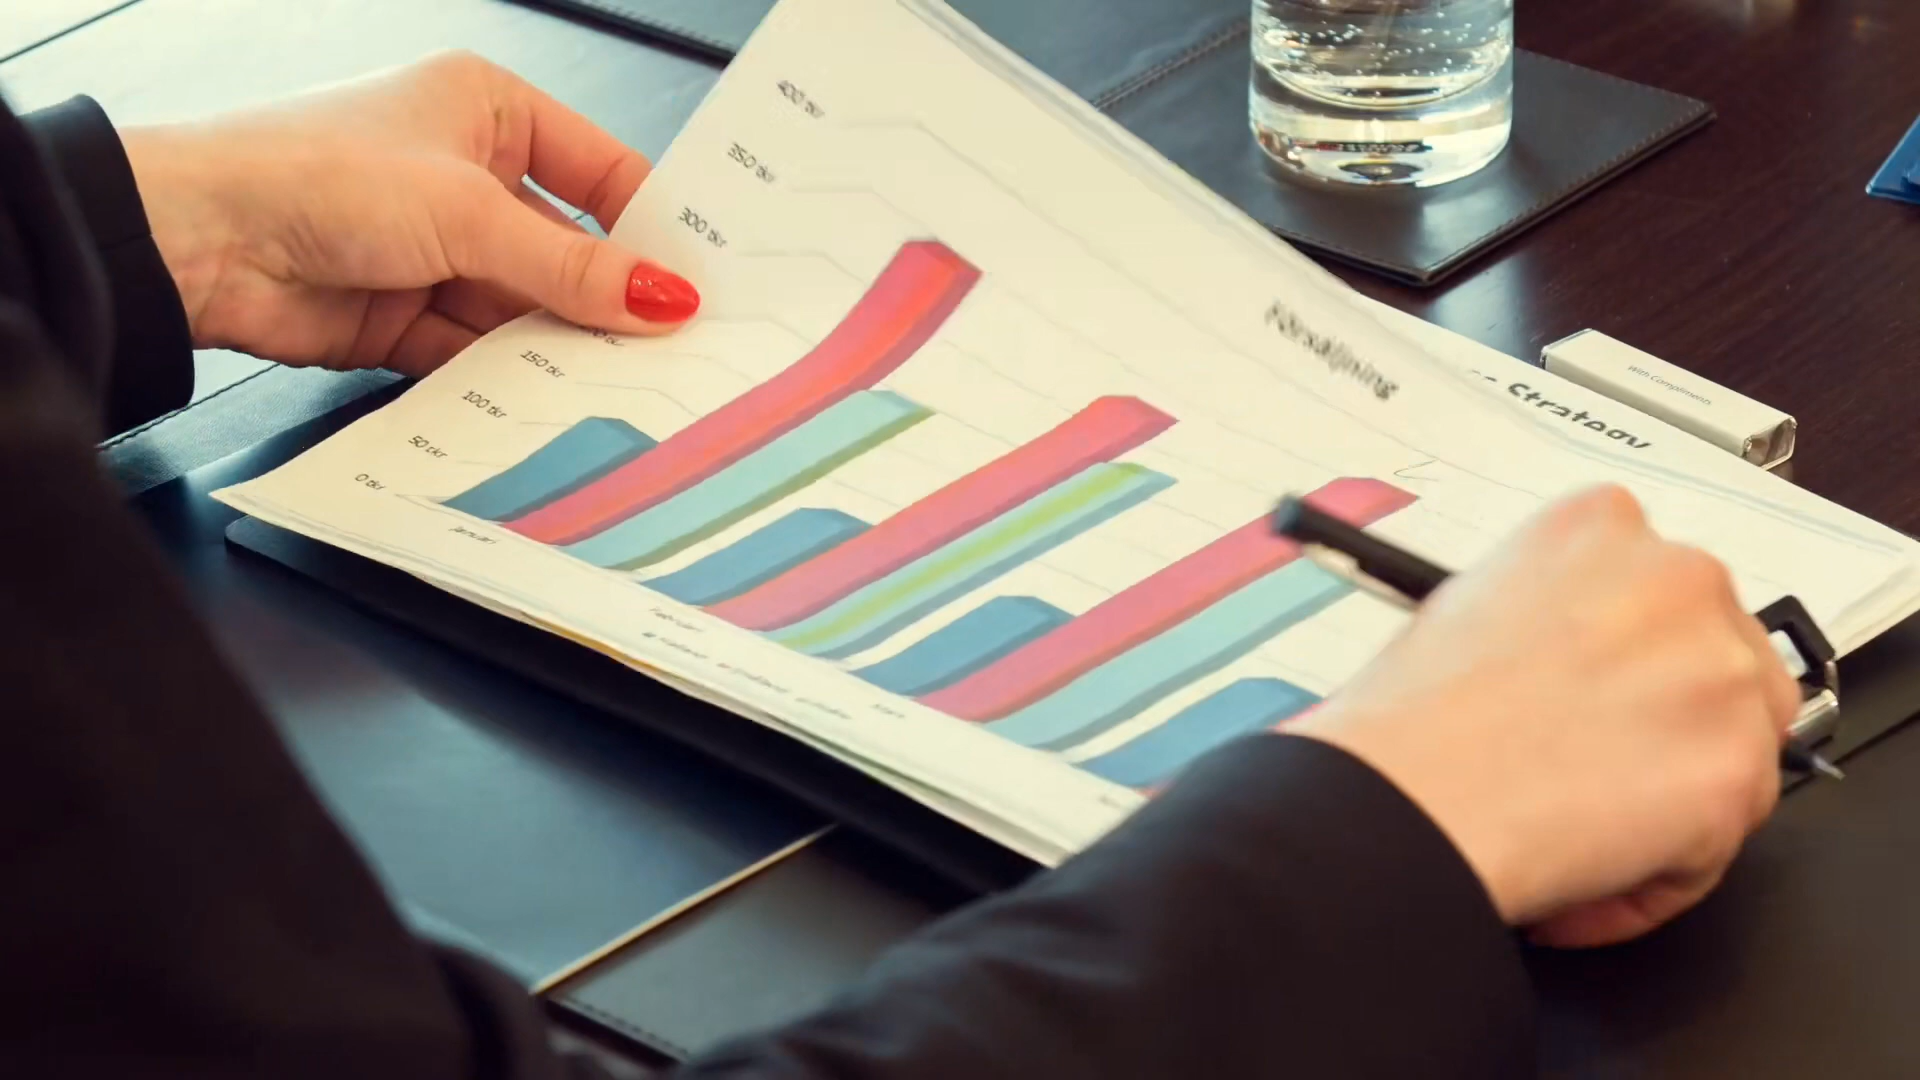 400 tkr
350 tkr
300 tkr
150 tkr
100 tkr
50 tkr
0 tkr
Januari
Februari
Försäljning
Strategy
With Compliments